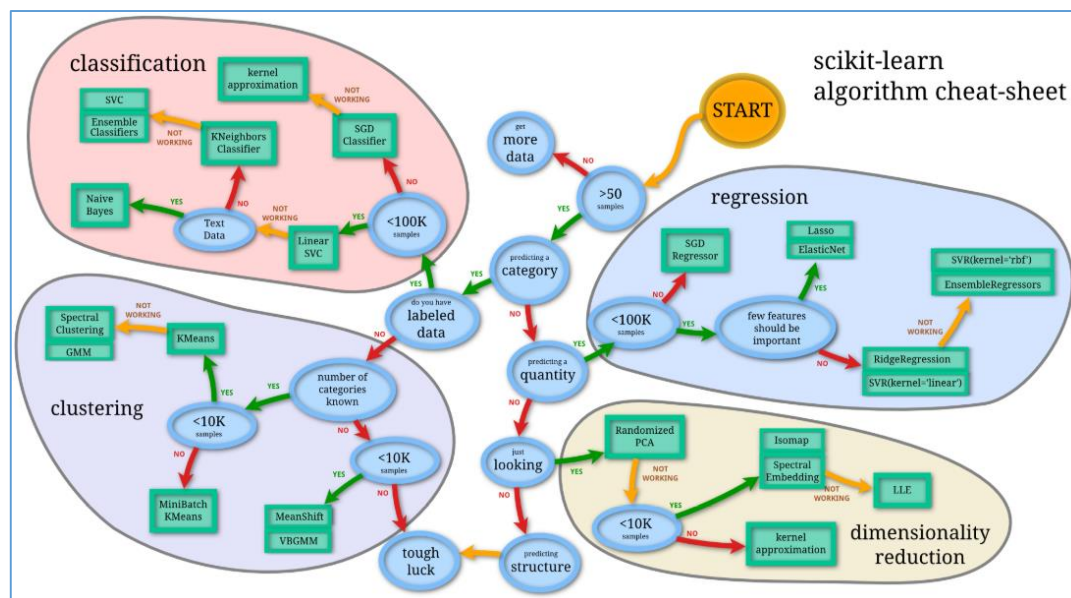 scikit-learn
algorithm cheat-sheet
START
>50
samples
NO
get
more
data
YES
predicting a
category
YES
do you have
labeled
data
YES
classification
<100K
samples
YES
Linear
SVC
NOT
WORKING
Text
Data
YES
Naive
Bayes
NO
KNeighbors
Classifier
NOT
WORKING
SVC
Ensemble
Classifiers
NO
SGD
Classifier
NOT
WORKING
kernel
approximation
NO
clustering
number of
categories
known
YES
<10K
samples
YES
KMeans
NOT
WORKING
Spectral
Clustering
GMM
NO
MiniBatch
KMeans
NO
<10K
samples
YES
MeanShift
VBGMM
NO
tough
luck
NO
predicting a
quantity
YES
regression
<100K
samples
NO
SGD
Regressor
YES
few features
should be
important
YES
Lasso
ElasticNet
NO
RidgeRegression
SVR(kernel='linear')
NOT
WORKING
SVR(kernel='rbf')
EnsembleRegressors
NO
just
looking
YES
dimensionality
reduction
Randomized
PCA
NOT
WORKING
<10K
samples
YES
Isomap
Spectral
Embedding
NOT
WORKING
LLE
NO
kernel
approximation
NO
predicting
structure